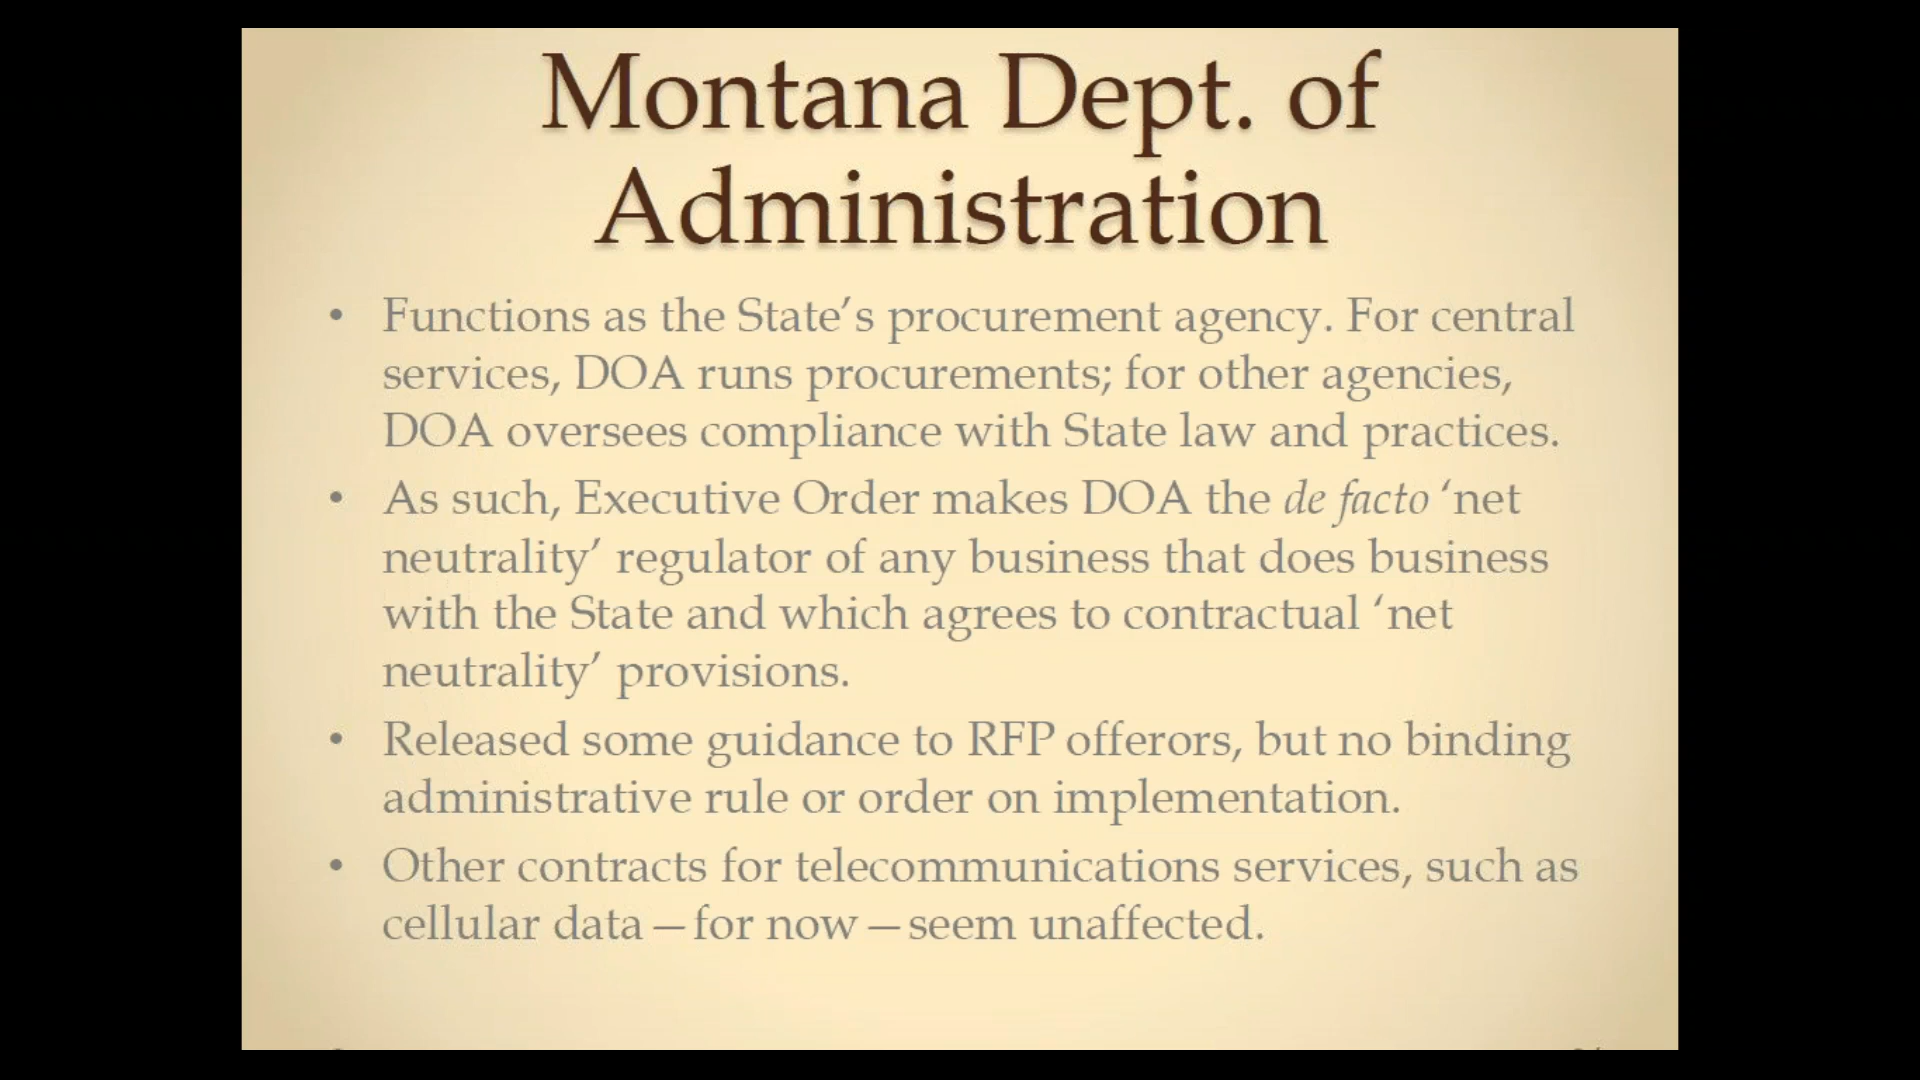 Montana Dept. of
Administration
• Functions as the State’s procurement agency. For central
services, DOA runs procurements; for other agencies,
DOA oversees compliance with State law and practices.
• As such, Executive Order makes DOA the de facto ‘net
neutrality’ regulator of any business that does business
with the State and which agrees to contractual ‘net
neutrality’ provisions.
• Released some guidance to RFP offerors, but no binding
administrative rule or order on implementation.
• Other contracts for telecommunications services, such as
cellular data—for now—seem unaffected.